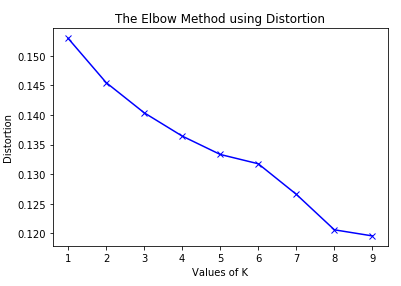 The Elbow Method using Distortion
Distortion
0.150
0.145
0.140
0.135
0.130
0.125
0.120
1 2 3 4 5 6 7 8 9
Values of K